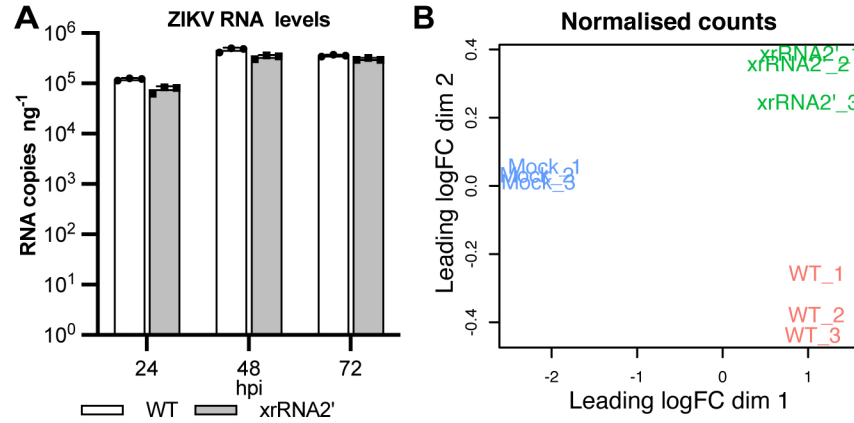 A
ZIKV RNA levels
RNA copies ng-1
10^6
10^5
10^4
10^3
10^2
10^1
10^0
24
48
72
hpi
WT
xrRNA2'
B
Normalised counts
Leading logFC dim 2
0.4
0.2
0.0
-0.2
-0.4
xrRNA2'_
xrRNA2'_2
xrRNA2'_3
Mock_1
Mock_2
Mock_3
WT_1
WT_2
WT_3
-2
-1
0
1
Leading logFC dim 1